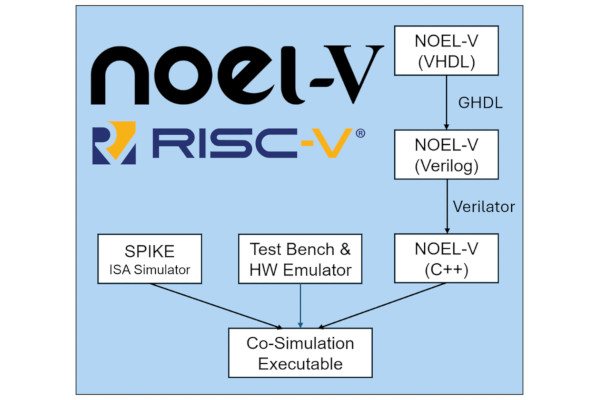 noel-V
RISC-V®
NOEL-V
(VHDL)
GHDL
NOEL-V
(Verilog)
Verilator
SPIKE
ISA Simulator
Test Bench &
HW Emulator
NOEL-V
(C++)
Co-Simulation
Executable